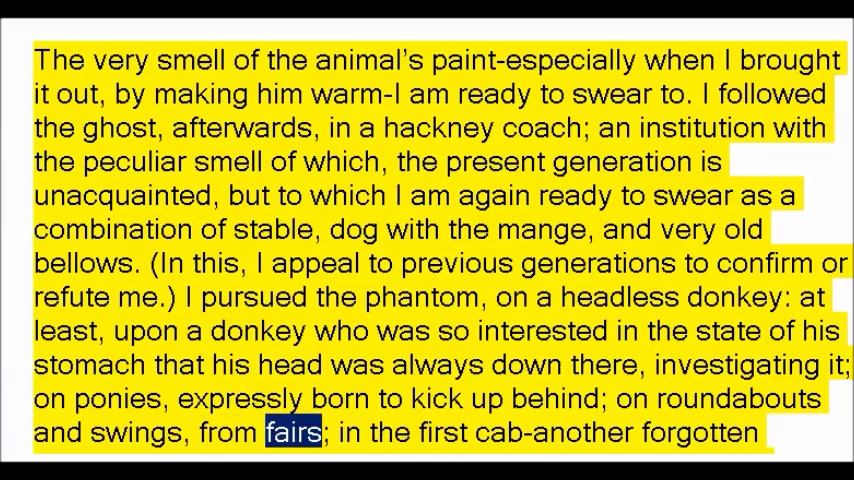 The very smell of the animal's paint-especially when I brought
it out, by making him warm-I am ready to swear to. I followed
the ghost, afterwards, in a hackney coach; an institution with
the peculiar smell of which, the present generation is
unacquainted, but to which I am again ready to swear as a
combination of stable, dog with the mange, and very old
bellows. (In this, I appeal to previous generations to confirm or
refute me.) I pursued the phantom, on a headless donkey: at
least, upon a donkey who was so interested in the state of his
stomach that his head was always down there, investigating it;
on ponies, expressly born to kick up behind; on roundabouts
and swings, from fairs; in the first cab-another forgotten